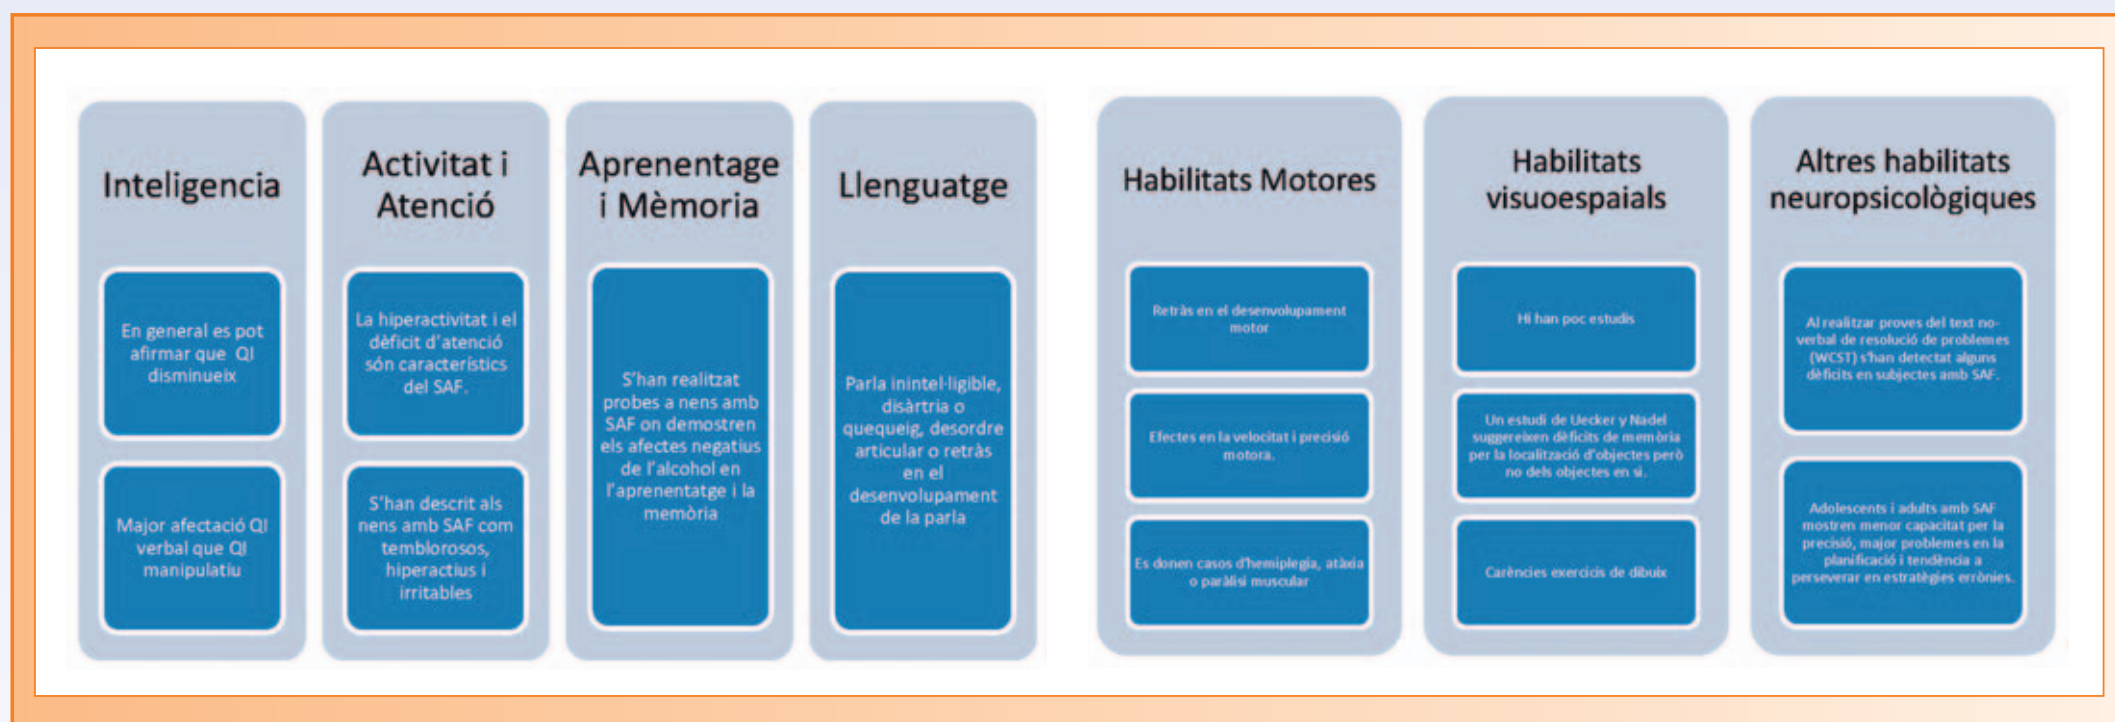 Inteligencia
En general es pot
afirmar que QI
disminueix
Major afectació QI
verbal que QI
manipulatiu
Activitat i
Atenció
La hiperactivitat i el
dèficit d'atenció
són característics
del SAF.
S'han descrit als
nens amb SAF com
temblorosos,
hiperactius i
irritables
Aprenentage
i Mèmoria
S'han realitzat
probes a nens amb
SAF on demostren
els afectes negatius
de l'alcohol en
l'aprenentatge i la
memòria
Llenguatge
Parla inintel·ligible,
disàrtria o
quequeig, desordre
articular o retràs
en el
desenvolupament
de la parla
Habilitats Motores
Retràs en el desenvolupament
motor
Efectes en la velocitat i precisió
motora.
Es donen casos d'hemiplegia, atàxia
o paràlisi muscular
Habilitats
visuoespaials
Hi han poc estudis
Un estudi de Uecker y Nadel
suggereixen dèficits de memòria
per la localització d'objectes però
no dels objectes en si.
Carències exercicis de dibuix
Altres habilitats
neuropsicològiques
Al realitzar proves del text no-
verbal de resolució de problemes
(WCST) s'han detectat alguns
dèficits en subjectes amb SAF.
Adolescents i adults amb SAF
mostren menor capacitat per la
precisió, major problemes en la
planificació i tendència a
perseverar en estratègies errònies.